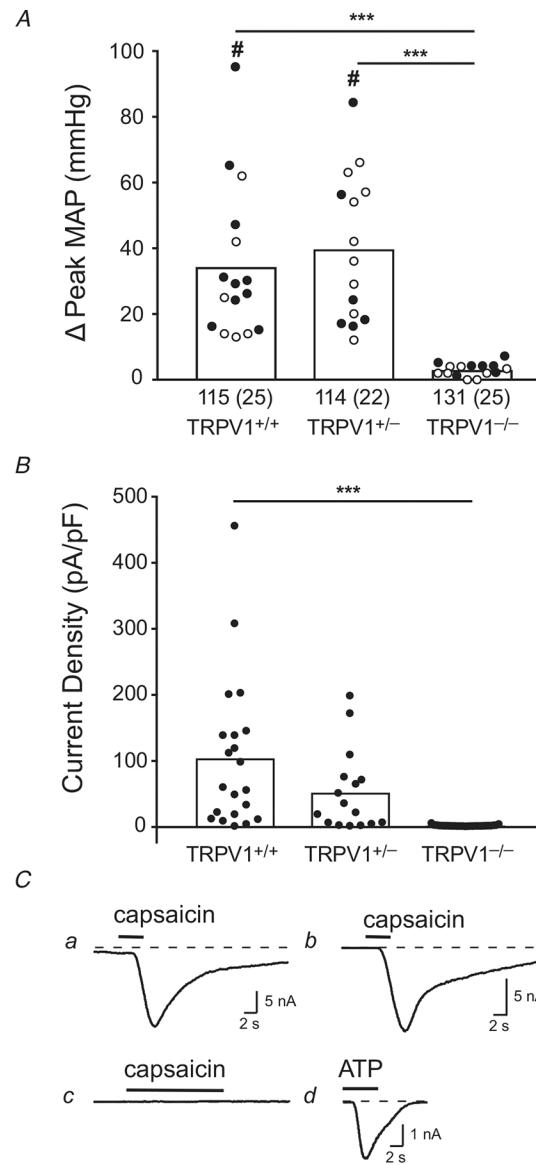 A
***
***
#
#
Δ Peak MAP (mmHg)
100
80
60
40
20
0
115 (25) 114 (22) 131 (25)
TRPV1+/+ TRPV1+/– TRPV1–/–
B
***
Current Density (pA/pF)
500
400
300
200
100
0
TRPV1+/+ TRPV1+/– TRPV1–/–
C
a capsaicin
5 nA
2 s
b capsaicin
5 nA
2 s
c capsaicin
d ATP
1 nA
2 s